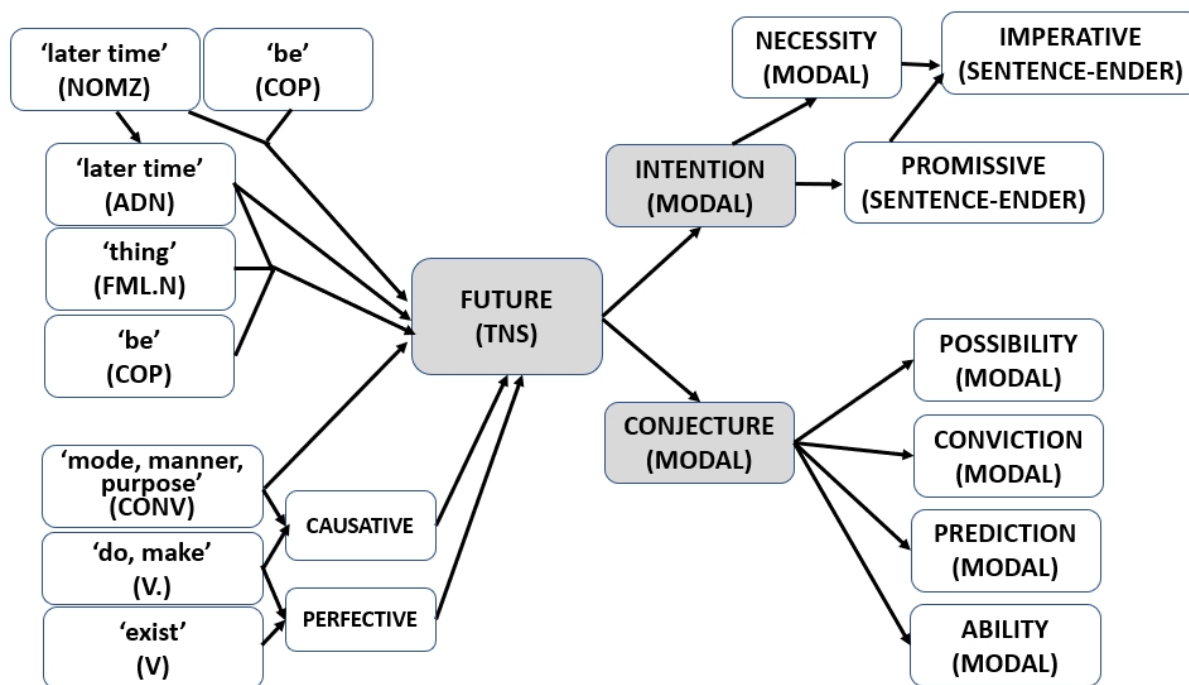 ‘later time’
(NOMZ)
‘be’
(COP)
‘later time’
(ADN)
‘thing’
(FML.N)
‘be’
(COP)
‘mode, manner,
purpose’
(CONV)
‘do, make’
(V.)
‘exist’
(V)
CAUSATIVE
PERFECTIVE
FUTURE
(TNS)
INTENTION
(MODAL)
CONJECTURE
(MODAL)
NECESSITY
(MODAL)
IMPERATIVE
(SENTENCE-ENDER)
PROMISSIVE
(SENTENCE-ENDER)
POSSIBILITY
(MODAL)
CONVICTION
(MODAL)
PREDICTION
(MODAL)
ABILITY
(MODAL)